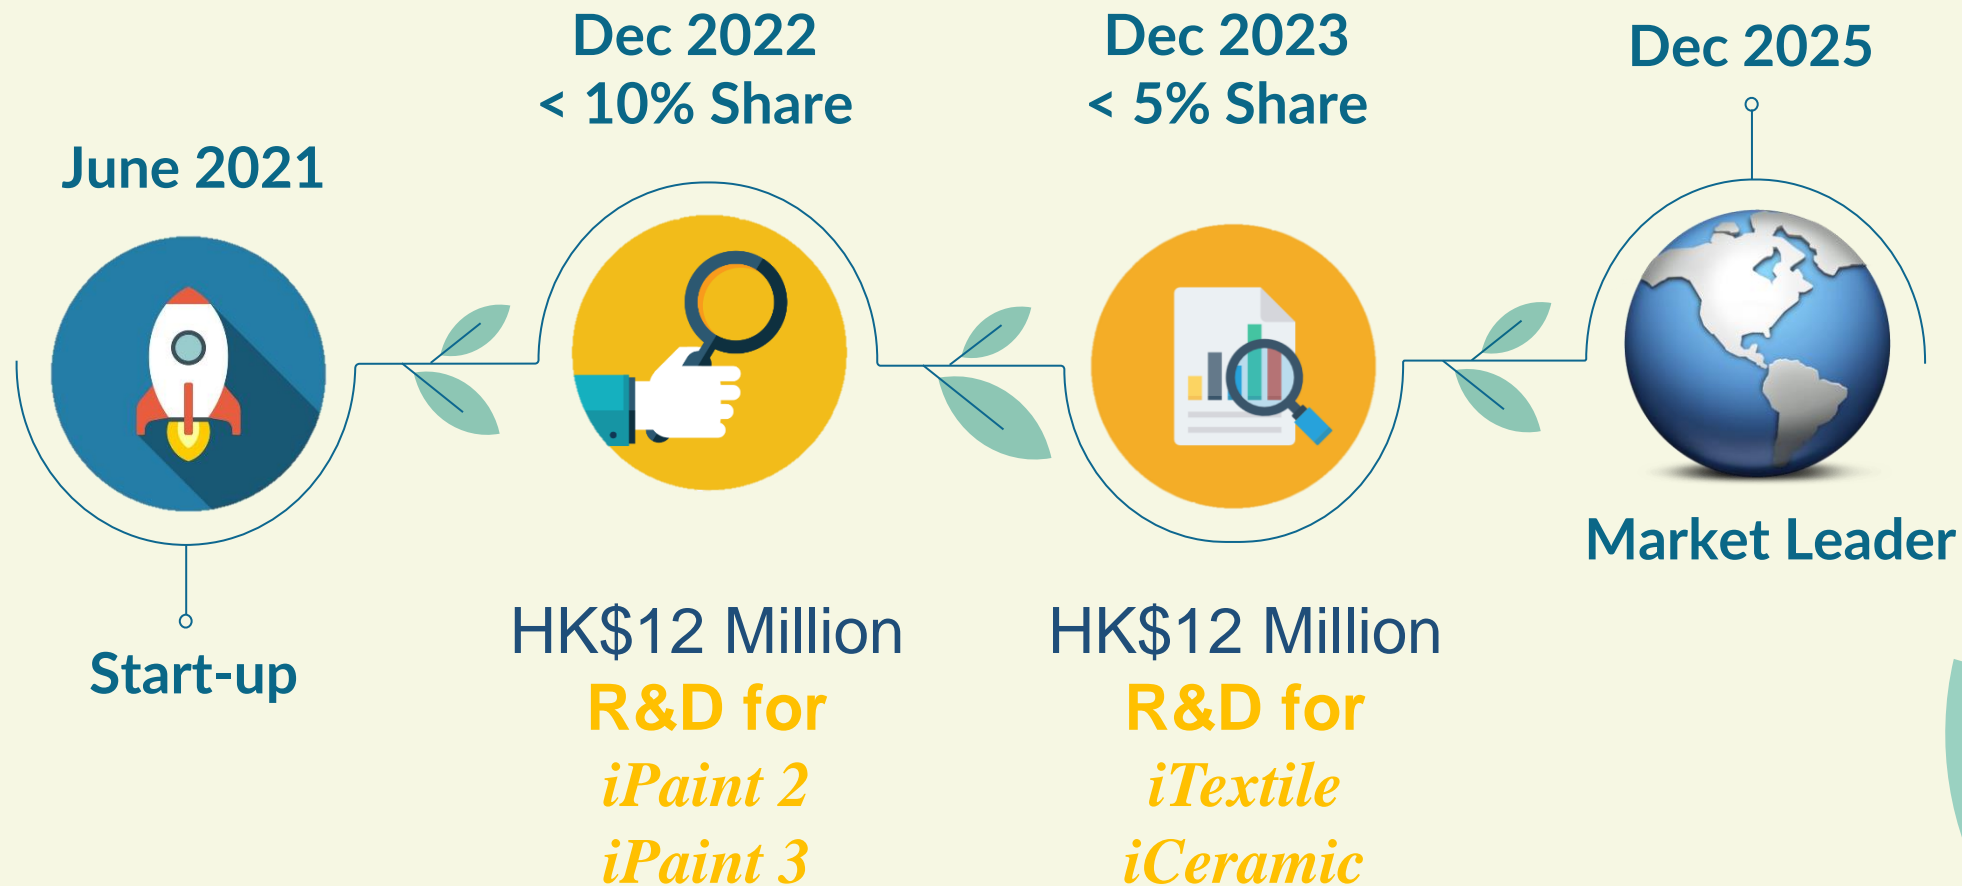 June 2021
Start-up
Dec 2022
< 10% Share
HK$12 Million
R&D for
iPaint 2
iPaint 3
Dec 2023
< 5% Share
HK$12 Million
R&D for
iTextile
iCeramic
Dec 2025
Market Leader